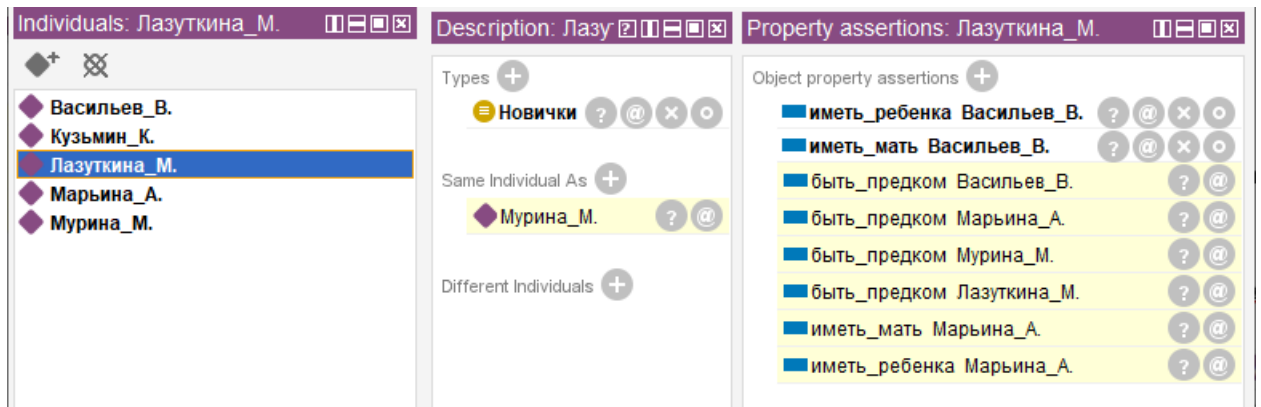 Individuals: Лазуткина_М.
Васильев_В.
Кузьмин_К.
Лазуткина_М.
Марьина_А.
Мурина_М.
Description: Лазу
Types
Новички
Same Individual As
Мурина_М.
Different Individuals
Property assertions: Лазуткина_М.
Object property assertions
иметь_ребенка Васильев_В.
иметь_мать Васильев_В.
быть_предком Васильев_В.
быть_предком Марьина_А.
быть_предком Мурина_М.
быть_предком Лазуткина_М.
иметь_мать Марьина_А.
иметь_ребенка Марьина_А.